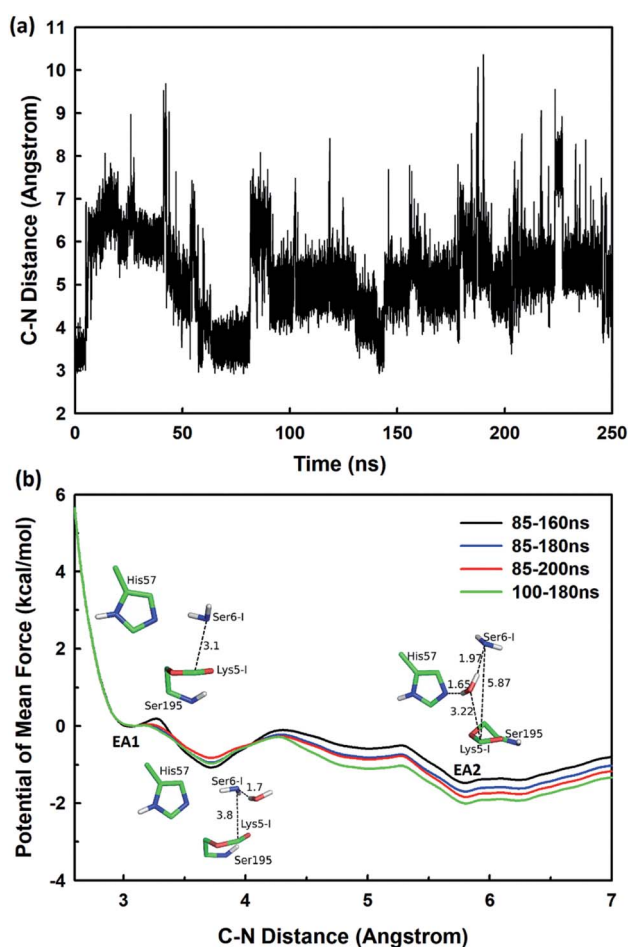 (a)
11
10
9
8
7
6
5
4
3
2
C-N Distance (Angstrom)
0 50 100 150 200 250
Time (ns)
(b)
6
4
2
0
-2
-4
Potential of Mean Force (kcal/mol)
85-160ns
85-180ns
85-200ns
100-180ns
His57
Ser6-I
3.1
Lys5-I
Ser195
EA1
His57
Ser6-I
1.7
3.8
Lys5-I
Ser195
His57
Ser6-I
1.97
1.65
5.87
3.22
Ser195
Lys5-I
EA2
3 4 5 6 7
C-N Distance (Angstrom)